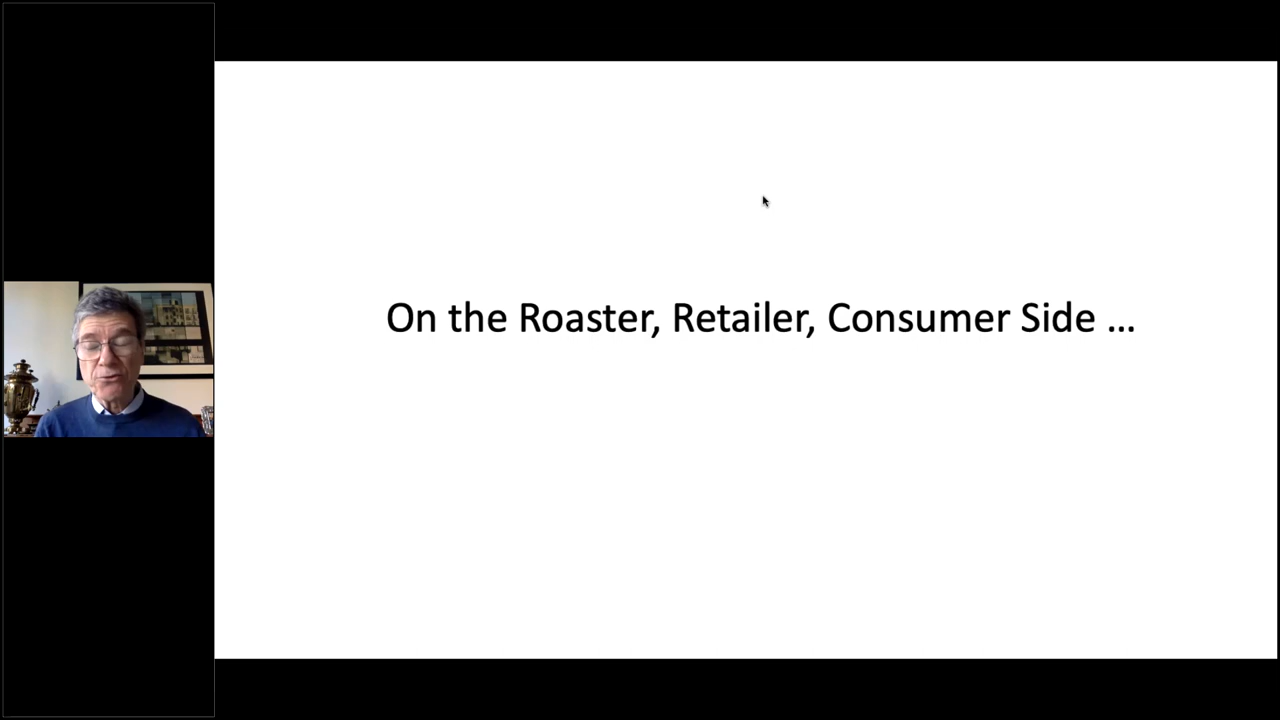 On the Roaster, Retailer, Consumer Side ...